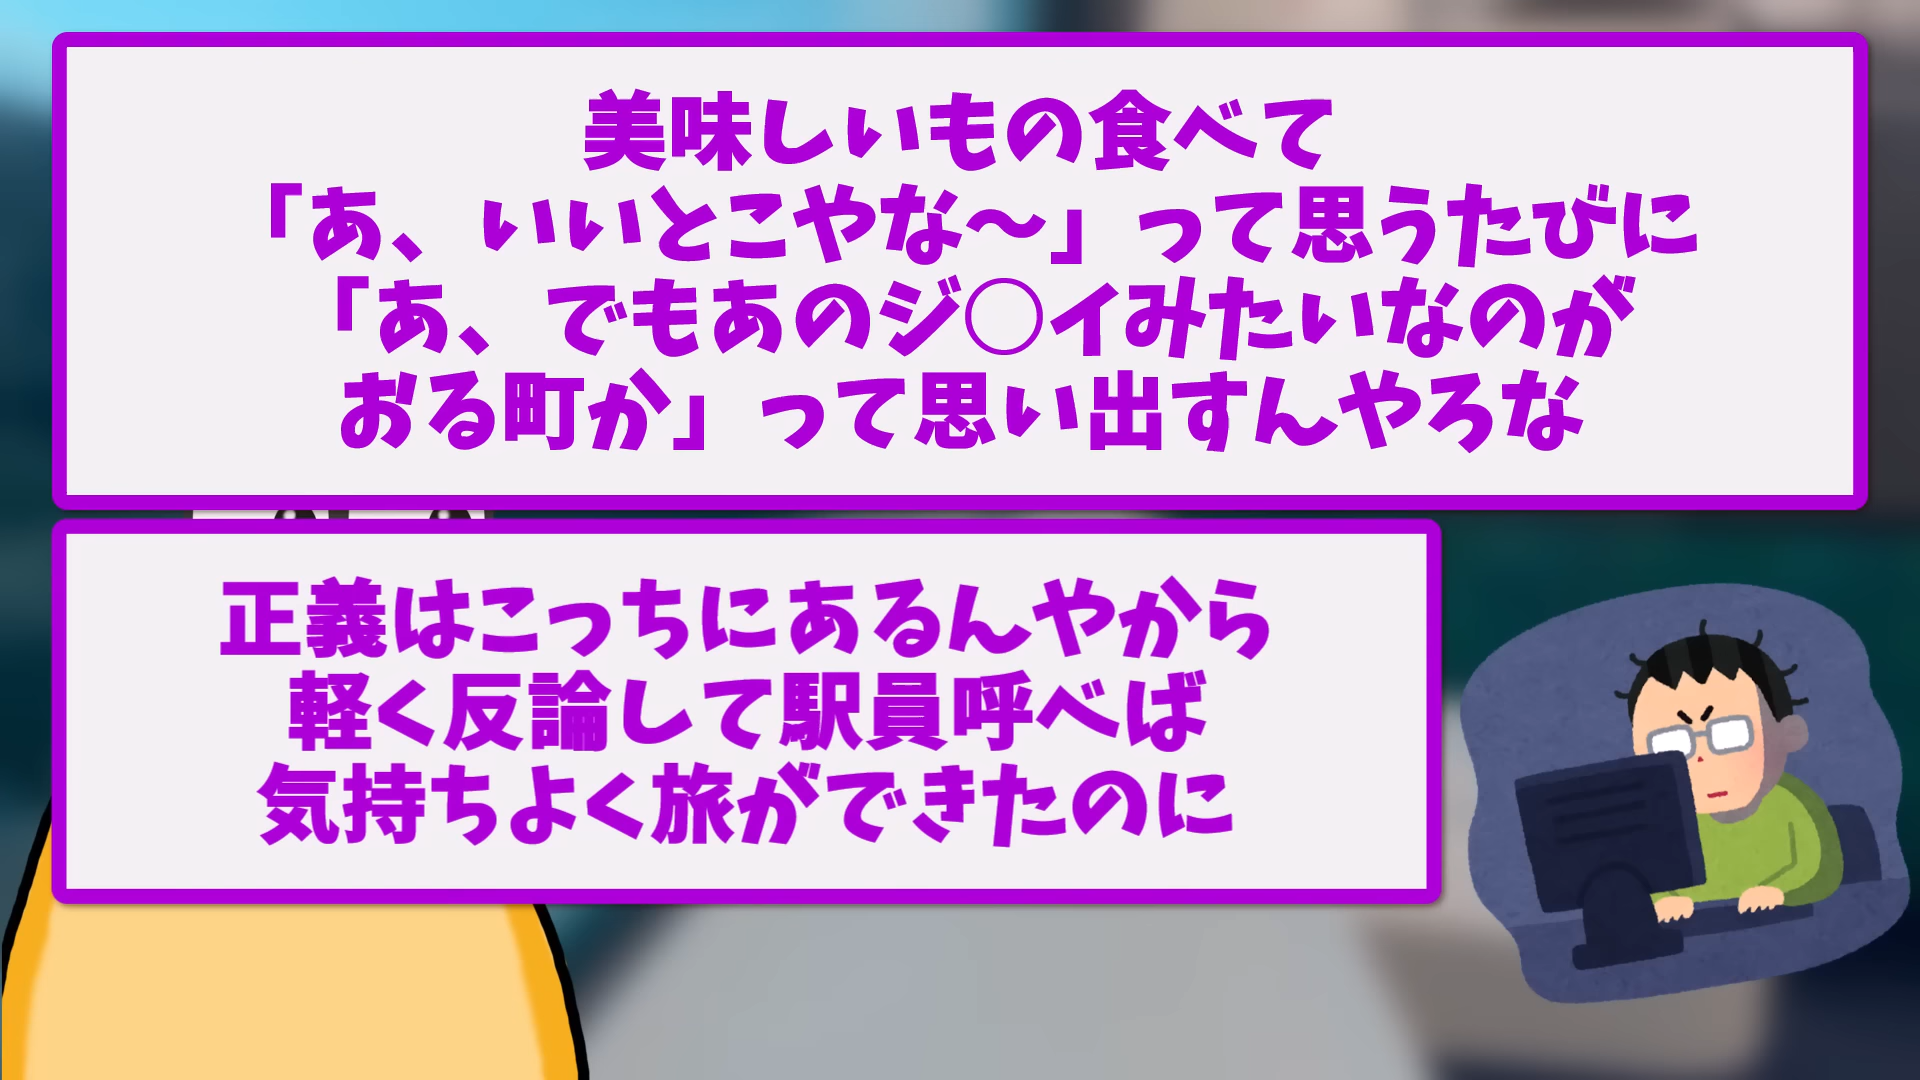 美味しいもの食べて
「あ、いいとこやな～」って思うたびに
「あ、でもあのジ◯イみたいなのが
おる町か」って思い出すんやろな
正義はこっちにあるんやから
軽く反論して駅員呼べば
気持ちよく旅ができたのに